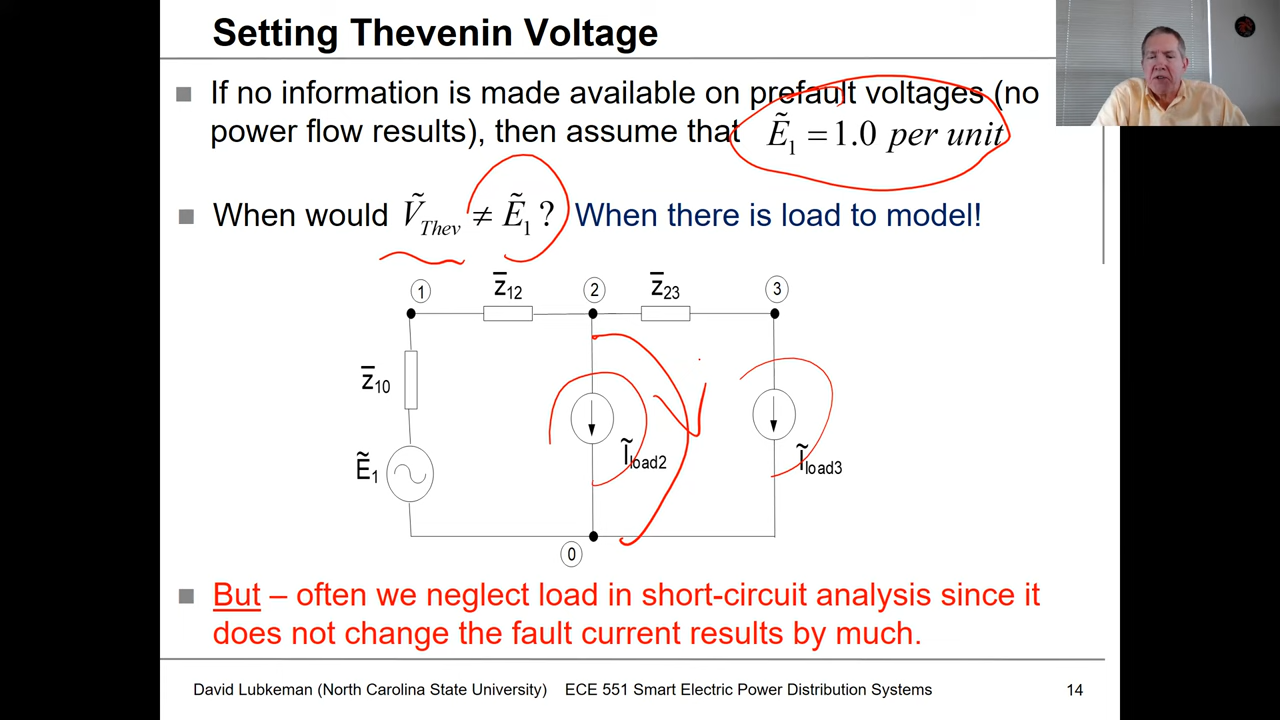 Setting Thevenin Voltage
If no information is made available on prefault voltages (no
power flow results), then assume that Ẽ₁ = 1.0 per unit
When would Ṽ_Thev ≠ Ẽ₁ ? When there is load to model!
1
z̅12
2
z̅23
3
z̅10
Ẽ1
Ĩload2
Ĩload3
0
But – often we neglect load in short-circuit analysis since it
does not change the fault current results by much.
David Lubkeman (North Carolina State University) ECE 551 Smart Electric Power Distribution Systems 14